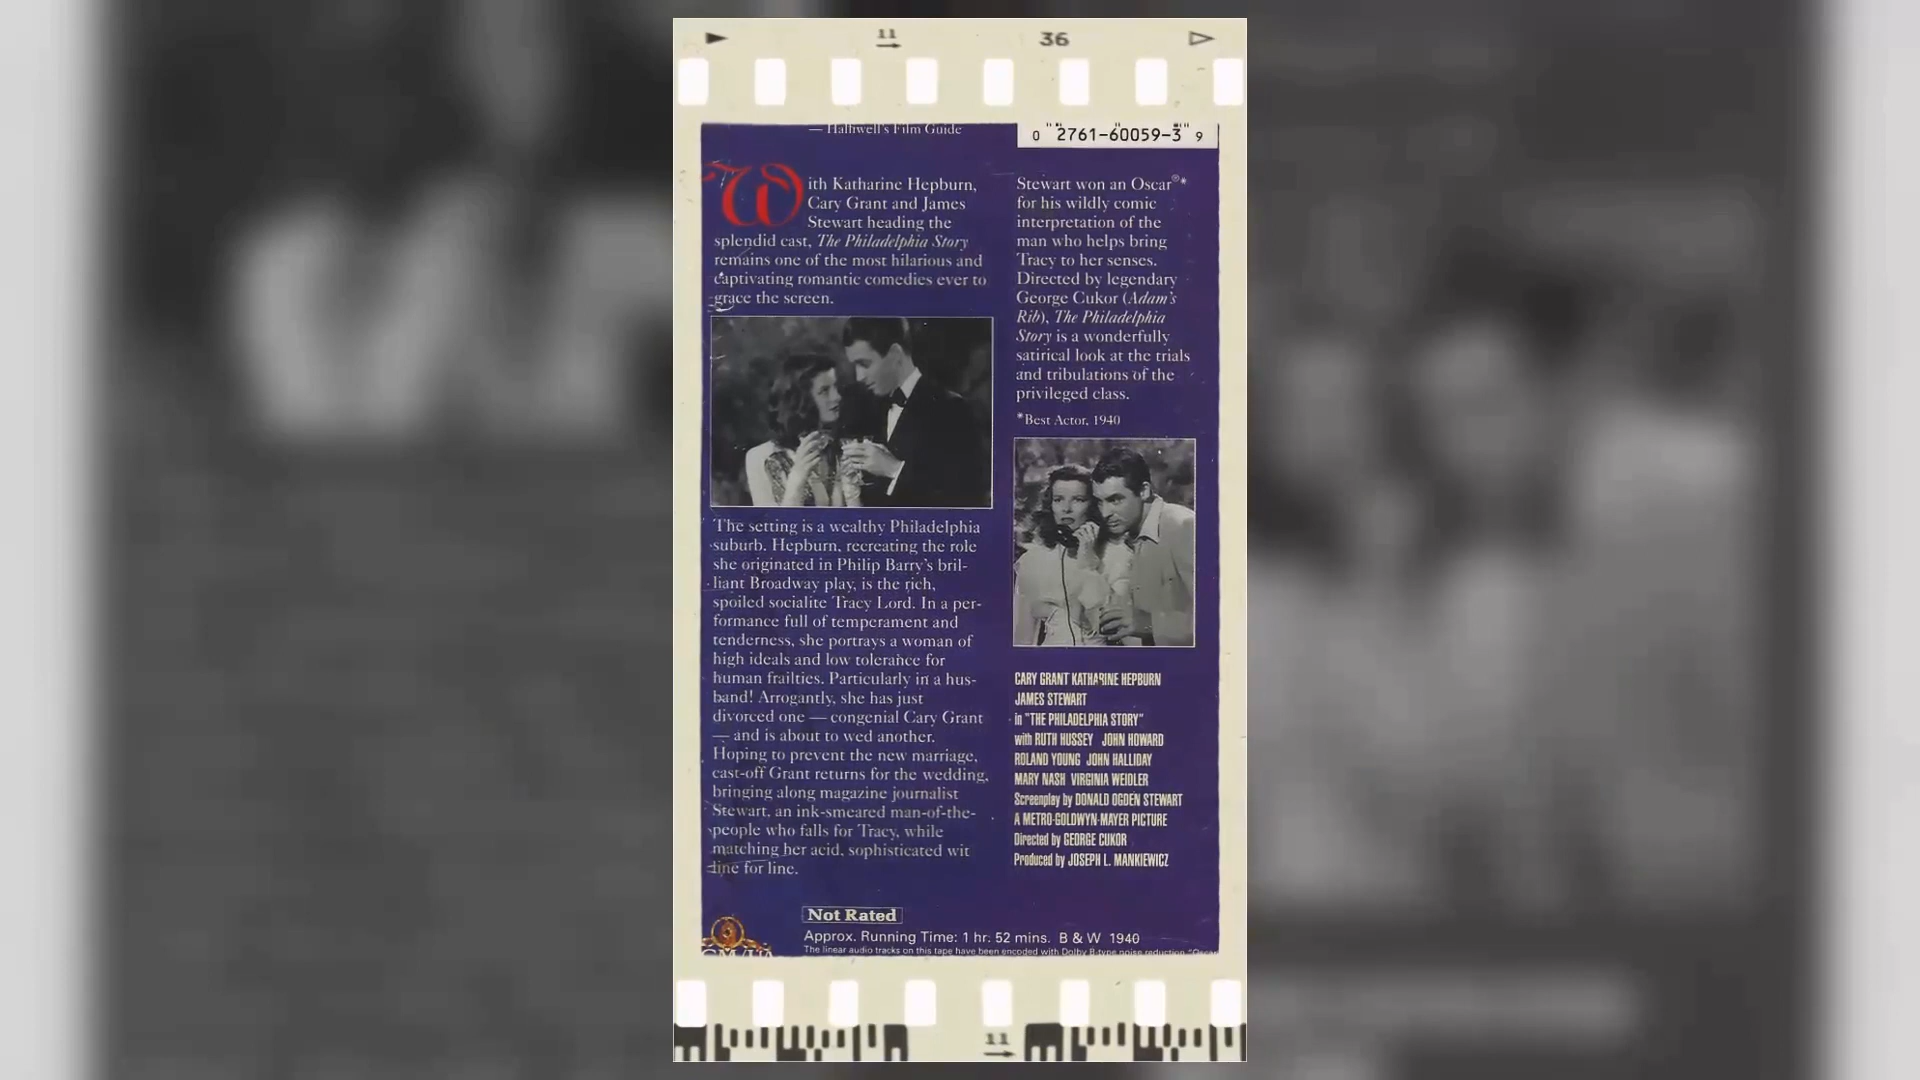 11
36
— Halliwell's Film Guide
0 2761-60059-3 9
With Katharine Hepburn,
Cary Grant and James
Stewart heading the
splendid cast, The Philadelphia Story
remains one of the most hilarious and
captivating romantic comedies ever to
grace the screen.
The setting is a wealthy Philadelphia
suburb. Hepburn, recreating the role
she originated in Philip Barry's bril-
liant Broadway play, is the rich,
spoiled socialite Tracy Lord. In a per-
formance full of temperament and
tenderness, she portrays a woman of
high ideals and low tolerance for
human frailties. Particularly in a hus-
band! Arrogantly, she has just
divorced one — congenial Cary Grant
— and is about to wed another.
Hoping to prevent the new marriage,
cast-off Grant returns for the wedding,
bringing along magazine journalist
Stewart, an ink-smeared man-of-the-
people who falls for Tracy, while
matching her acid, sophisticated wit
line for line.
Stewart won an Oscar®*
for his wildly comic
interpretation of the
man who helps bring
Tracy to her senses.
Directed by legendary
George Cukor (Adam's
Rib), The Philadelphia
Story is a wonderfully
satirical look at the trials
and tribulations of the
privileged class.
*Best Actor, 1940
CARY GRANT KATHARINE HEPBURN
JAMES STEWART
in "THE PHILADELPHIA STORY"
with RUTH HUSSEY JOHN HOWARD
ROLAND YOUNG JOHN HALLIDAY
MARY NASH VIRGINIA WEIDLER
Screenplay by DONALD OGDEN STEWART
A METRO-GOLDWYN-MAYER PICTURE
Directed by GEORGE CUKOR
Produced by JOSEPH L. MANKIEWICZ
Not Rated
Approx. Running Time: 1 hr. 52 mins. B & W 1940
The linear audio tracks on this tape have been encoded with Dolby B-type noise reduction
11